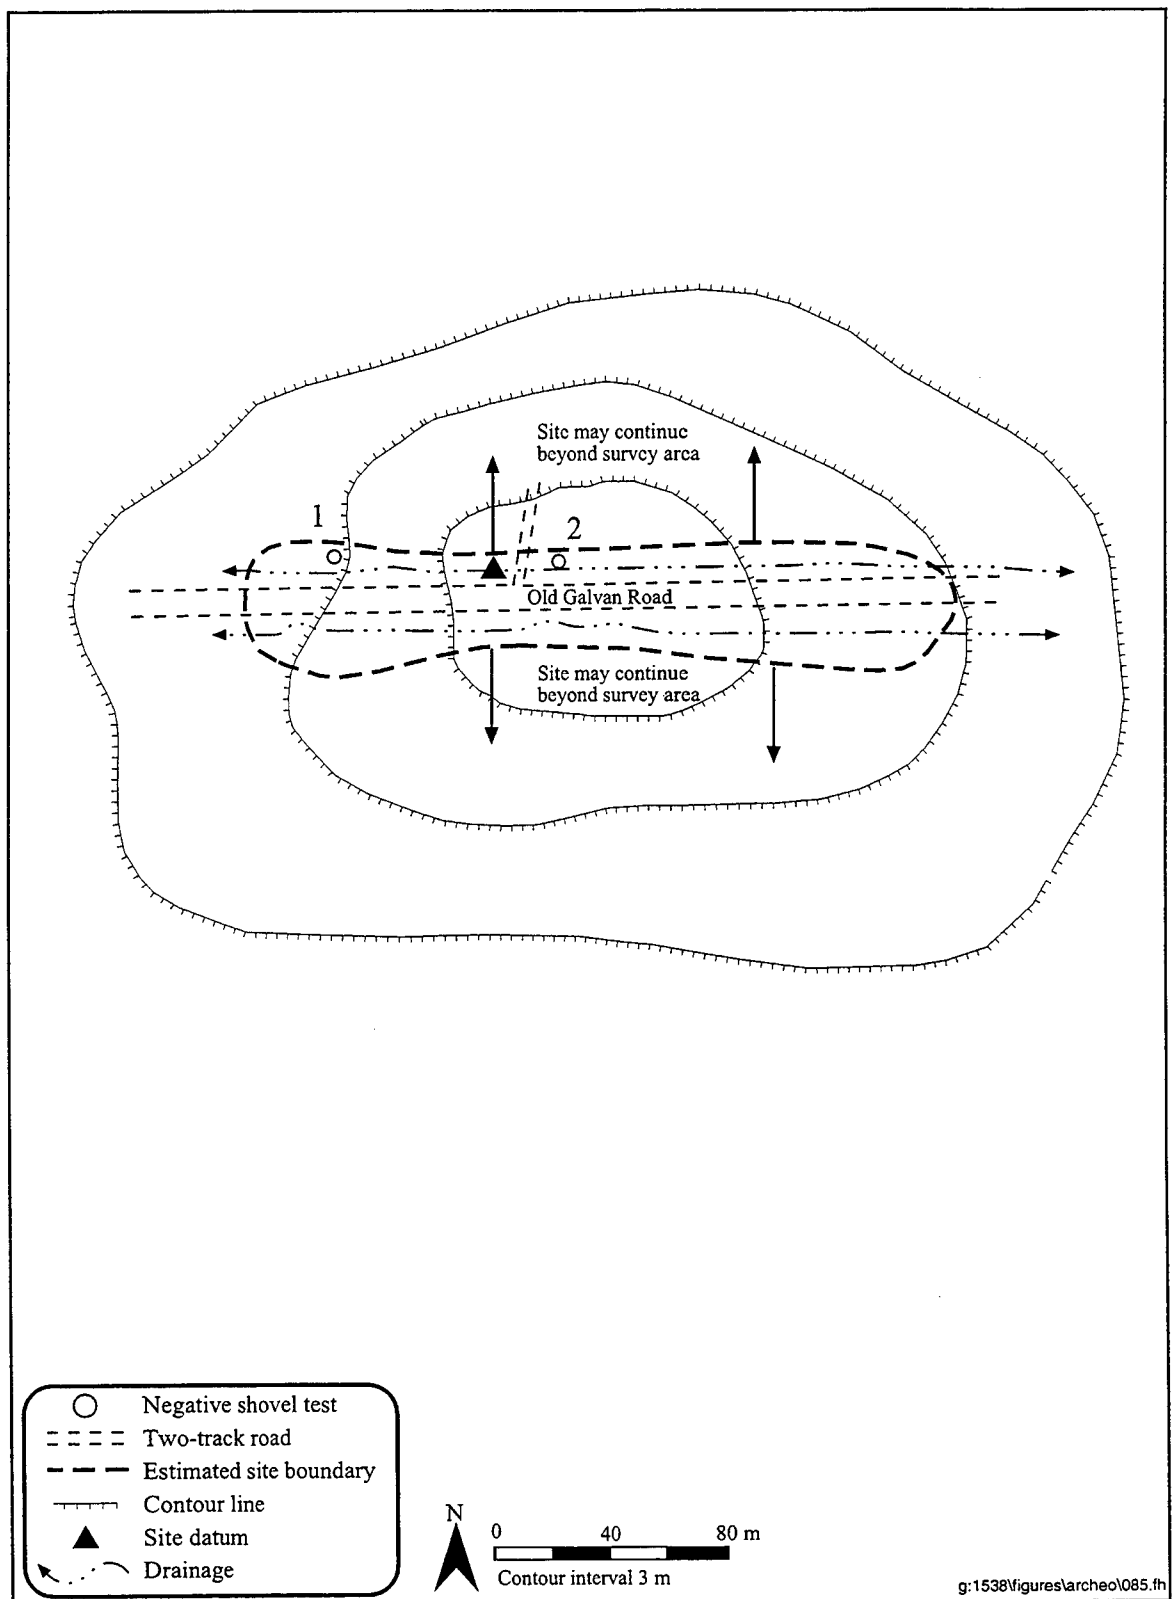 Site may continue
beyond survey area
1
2
Old Galvan Road
Site may continue
beyond survey area
Negative shovel test
Two-track road
Estimated site boundary
Contour line
Site datum
Drainage
N
0 40 80 m
Contour interval 3 m
g:1538\figures\archeo\085.fh